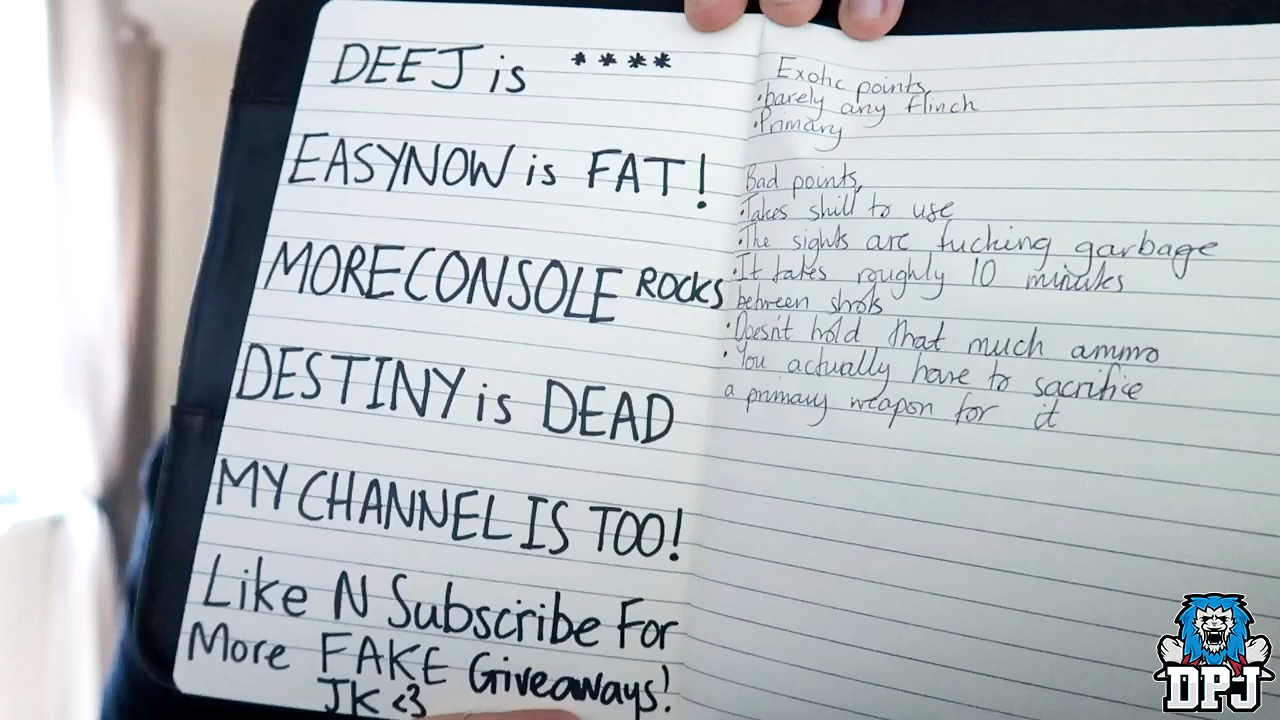 DEEJ is ****
EASYNOW is FAT!
MORECONSOLE ROCKS
DESTINY is DEAD
MY CHANNEL IS TOO!
Like N Subscribe For
More FAKE Giveaways!
JK <3
Exotic points,
•barely any flinch
•Primary
Bad points,
•Takes skill to use
•The sights are fucking garbage
•It takes roughly 10 minutes
between shots
•Doesn't hold that much ammo
•You actually have to sacrifice
a primary weapon for it
DPJ